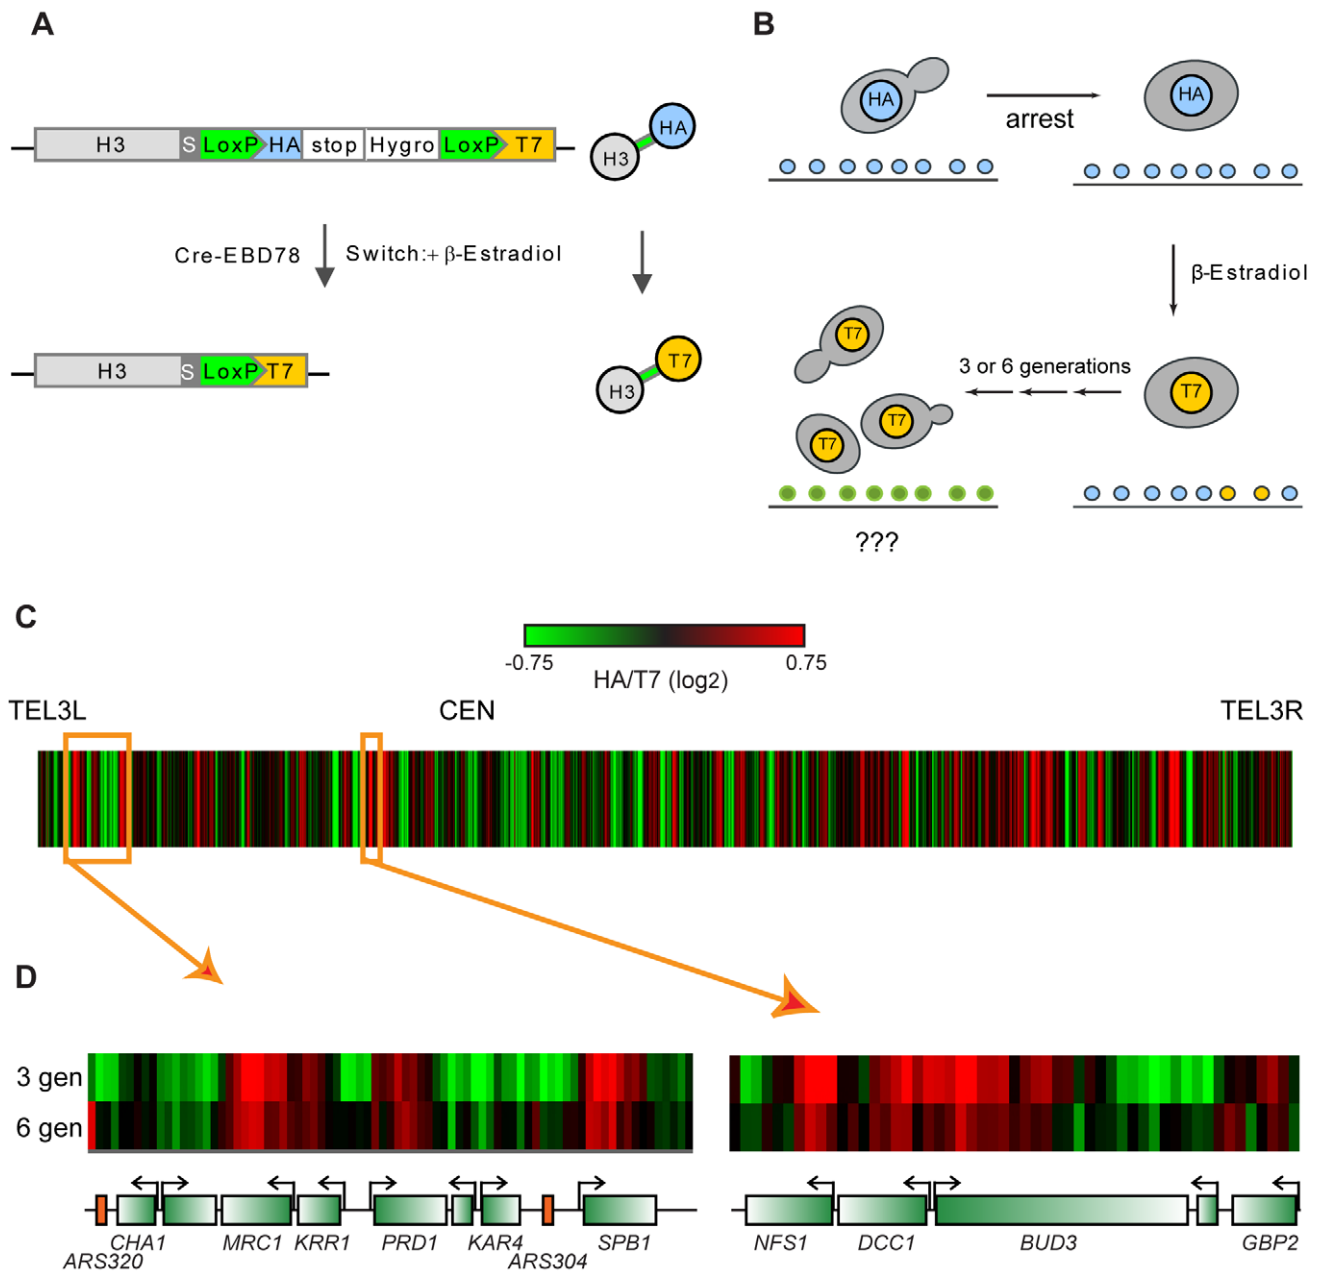 A
H3 S LoxP HA stop Hygro LoxP T7
H3 HA
Cre-EBD78 Switch:+ β-Estradiol
H3 S LoxP T7
H3 T7
B
HA
arrest
HA
β-Estradiol
T7
3 or 6 generations
T7
T7
T7
???
C
-0.75 0.75
HA/T7 (log2)
TEL3L CEN TEL3R
D
3 gen
6 gen
CHA1 MRC1 KRR1 PRD1 KAR4 SPB1
ARS320 ARS304
NFS1 DCC1 BUD3 GBP2